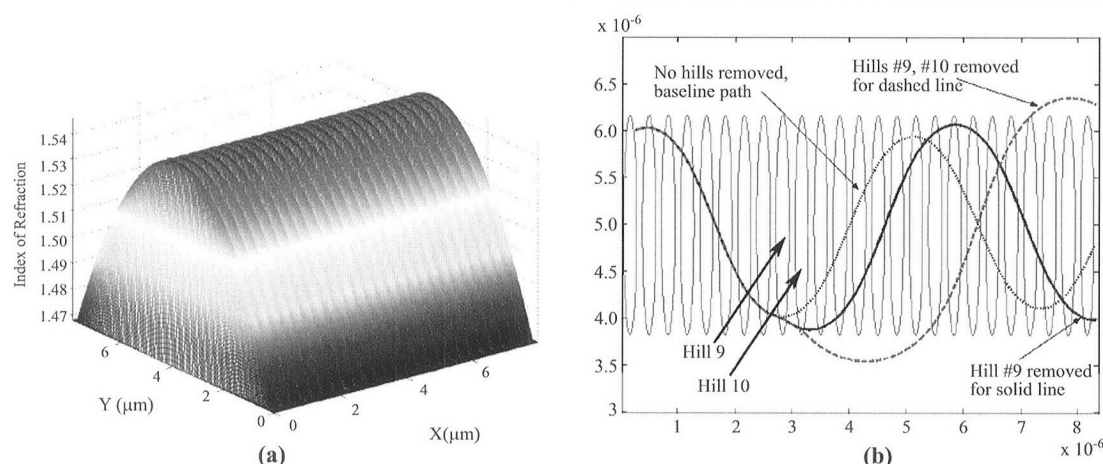 1.54
1.53
1.52
1.51
1.50
1.49
1.48
1.47
Index of Refraction
6
4
2
0
Y (μm)
0
2
4
6
X(μm)
(a)
x 10⁻⁶
6.5
6.0
5.5
5.0
4.5
4.0
3.5
3
No hills removed,
baseline path
Hills #9, #10 removed
for dashed line
Hill 9
Hill 10
Hill #9 removed
for solid line
1
2
3
4
5
6
7
8
x 10⁻⁶
(b)